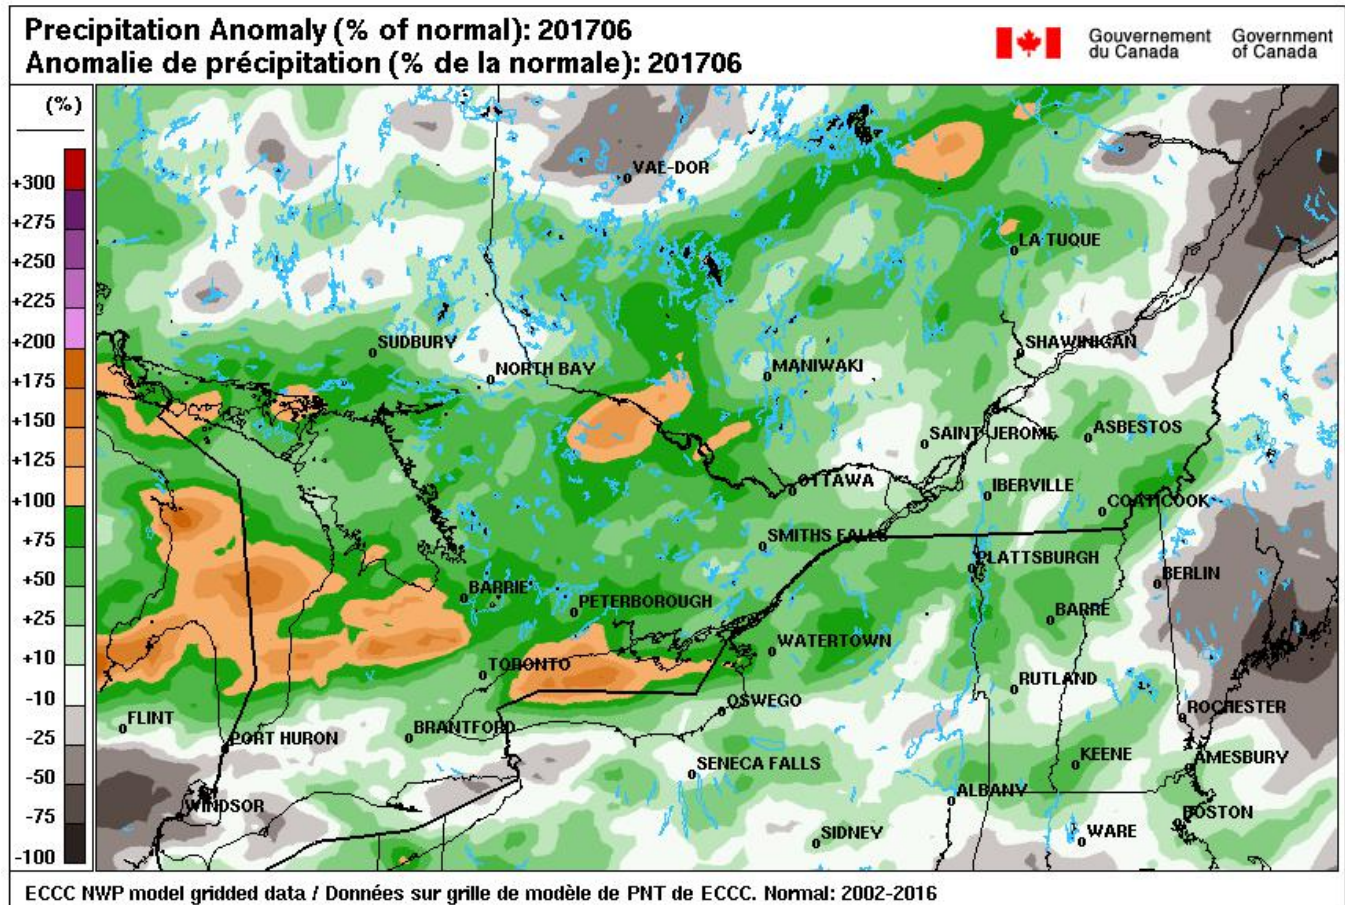 Precipitation Anomaly (% of normal): 201706
Anomalie de précipitation (% de la normale): 201706
Gouvernement du Canada
Government of Canada
(%)
+300
+275
+250
+225
+200
+175
+150
+125
+100
+75
+50
+25
+10
-10
-25
-50
-75
-100
VAE-DOR
LA TUQUE
SUDBURY
NORTH BAY
MANIWAKI
SHAWINIGAN
SAINT-JEROME
ASBESTOS
OTTAWA
IBERVILLE
COATICOOK
SMITHS FALLS
PLATTSBURGH
BERLIN
BARRIE
PETERBOROUGH
BARRE
WATERTOWN
TORONTO
RUTLAND
OSWEGO
ROCHESTER
FLINT
PORT HURON
BRANTFORD
SENECA FALLS
KEENE
AMESBURY
WINDSOR
ALBANY
BOSTON
SIDNEY
WARE
ECCC NWP model gridded data / Données sur grille de modèle de PNT de ECCC. Normal: 2002-2016